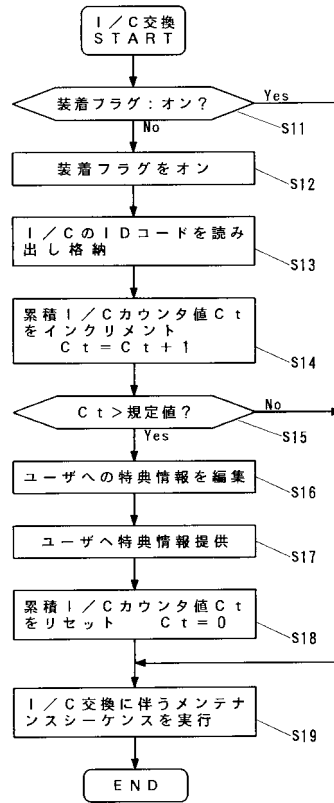 I/C交換
START
装着フラグ:オン?
Yes
S11
No
装着フラグをオン
S12
I/CのIDコードを読み
出し格納
S13
累積I/Cカウンタ値Ct
をインクリメント
Ct=Ct+1
S14
Ct>規定値?
No
S15
Yes
ユーザへの特典情報を編集
S16
ユーザへ特典情報提供
S17
累積I/Cカウンタ値Ct
をリセット Ct=0
S18
I/C交換に伴うメンテナ
ンスシーケンスを実行
S19
END